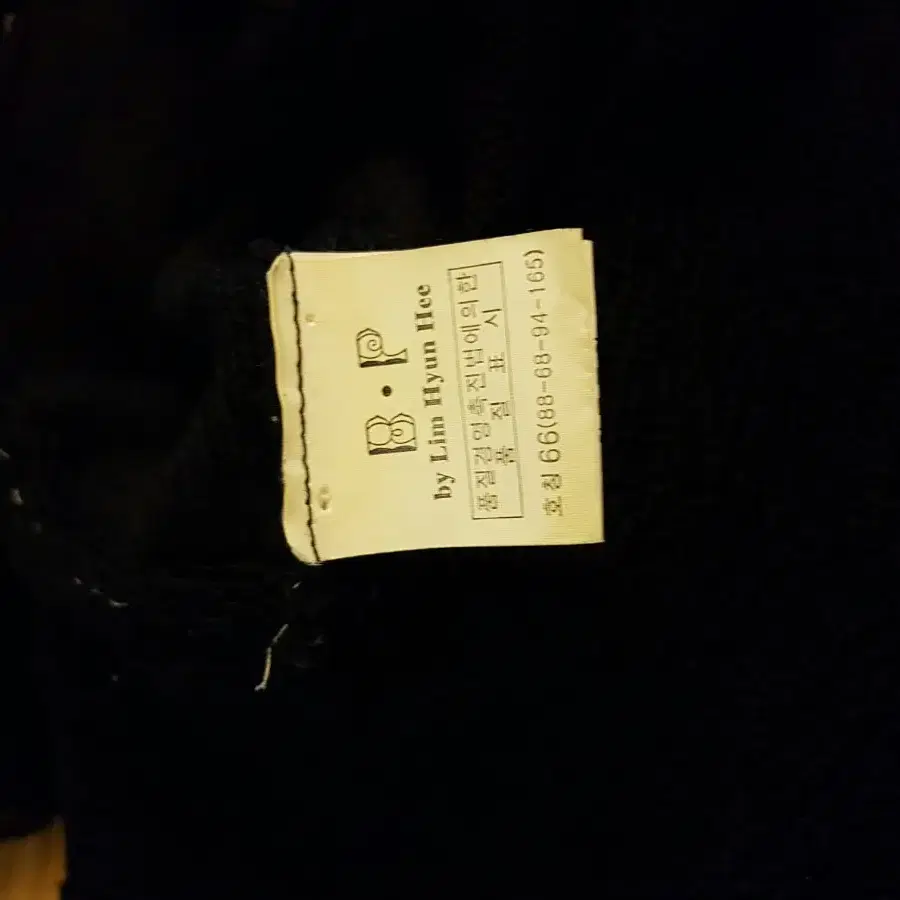 B·P
by Lim Hyun Hee
품질경영촉진법에의한
품 질 표 시
호칭 66(88-68-94-165)